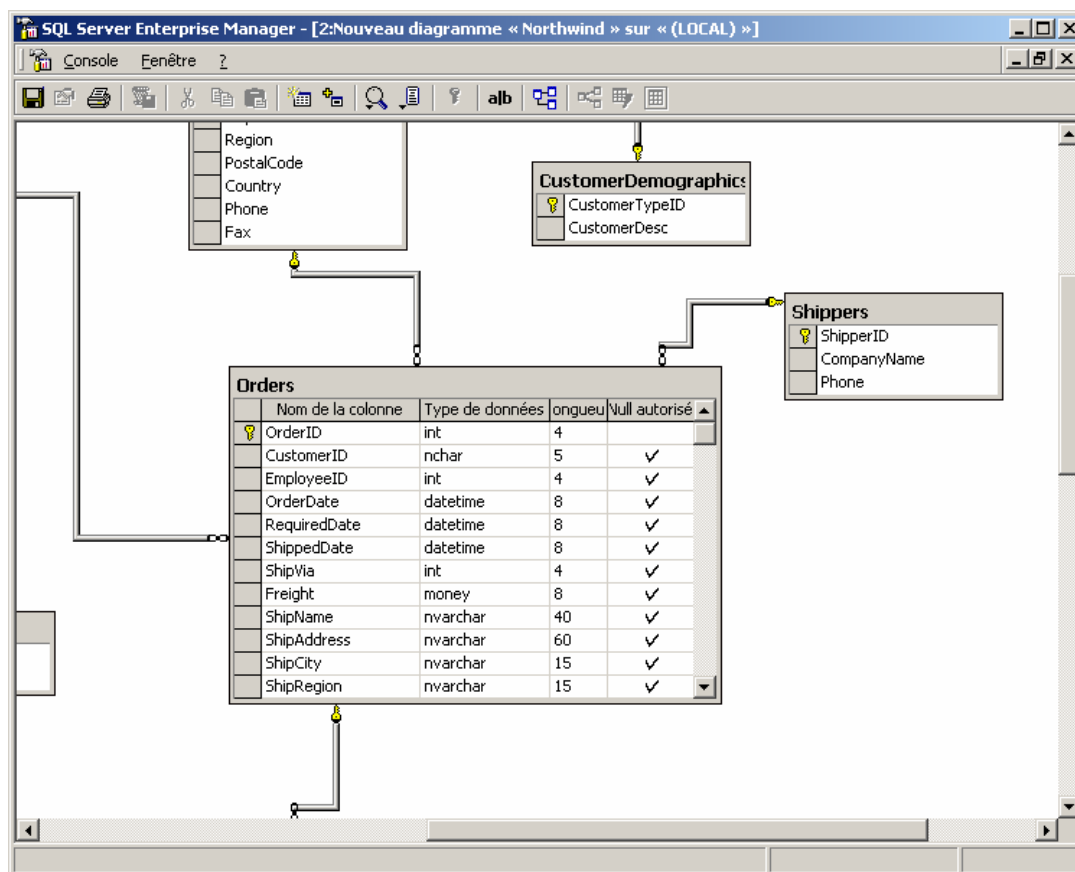 SQL Server Enterprise Manager - [2:Nouveau diagramme « Northwind » sur « (LOCAL) »]
Console Fenêtre ?
a|b
Region
PostalCode
Country
Phone
Fax
CustomerDemographics
CustomerTypeID
CustomerDesc
Shippers
ShipperID
CompanyName
Phone
Orders
Nom de la colonne Type de données ongueu Null autorisé
OrderID int 4
CustomerID nchar 5
EmployeeID int 4
OrderDate datetime 8
RequiredDate datetime 8
ShippedDate datetime 8
ShipVia int 4
Freight money 8
ShipName nvarchar 40
ShipAddress nvarchar 60
ShipCity nvarchar 15
ShipRegion nvarchar 15